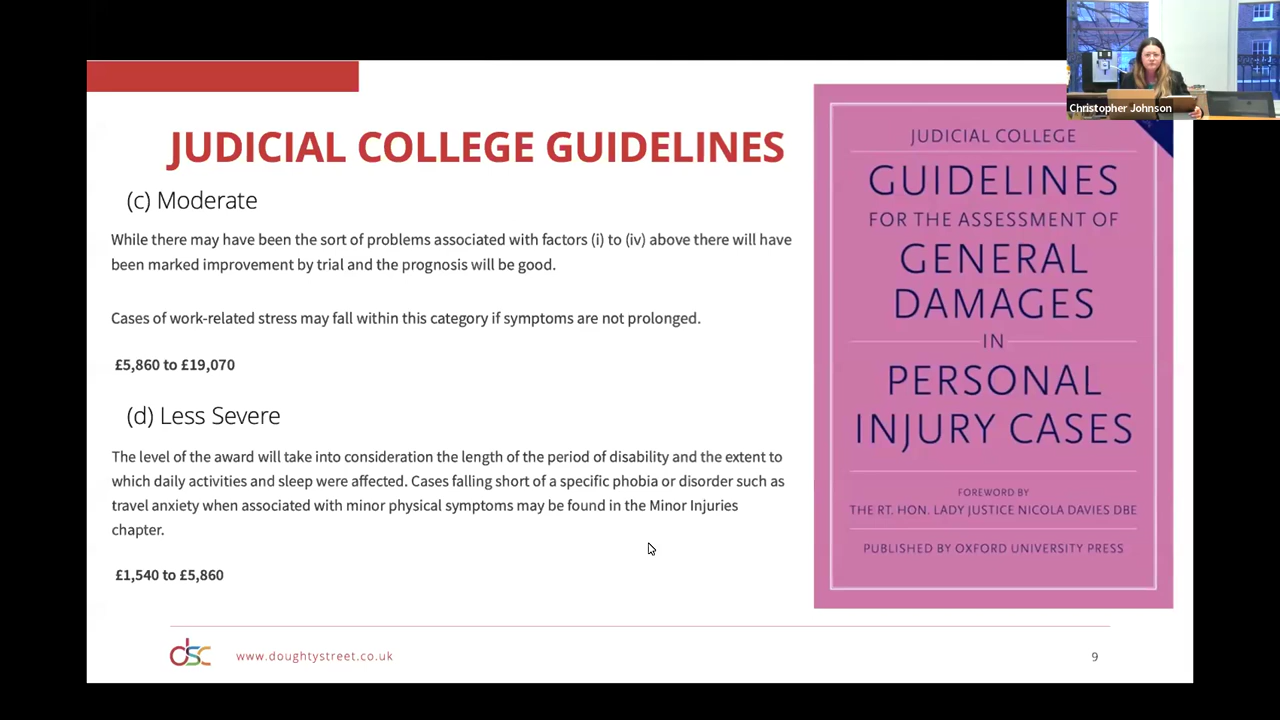 JUDICIAL COLLEGE GUIDELINES
(c) Moderate
While there may have been the sort of problems associated with factors (i) to (iv) above there will have
been marked improvement by trial and the prognosis will be good.
Cases of work-related stress may fall within this category if symptoms are not prolonged.
£5,860 to £19,070
(d) Less Severe
The level of the award will take into consideration the length of the period of disability and the extent to
which daily activities and sleep were affected. Cases falling short of a specific phobia or disorder such as
travel anxiety when associated with minor physical symptoms may be found in the Minor Injuries
chapter.
£1,540 to £5,860
JUDICIAL COLLEGE
GUIDELINES
FOR THE ASSESSMENT OF
GENERAL
DAMAGES
IN
PERSONAL
INJURY CASES
FOREWORD BY
THE RT. HON. LADY JUSTICE NICOLA DAVIES DBE
PUBLISHED BY OXFORD UNIVERSITY PRESS
Christopher Johnson
dsc
www.doughtystreet.co.uk
9